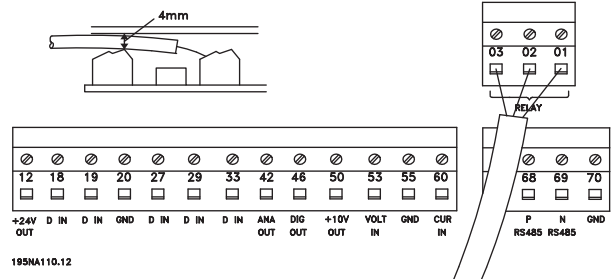 4mm
03 02 01
RELAY
12 18 19 20 27 29 33 42 46 50 53 55 60
+24V OUT D IN D IN GND D IN D IN D IN ANA OUT DIG OUT +10V OUT VOLT IN GND CUR IN
68 69 70
P RS485 N RS485 GND
195NA110.12